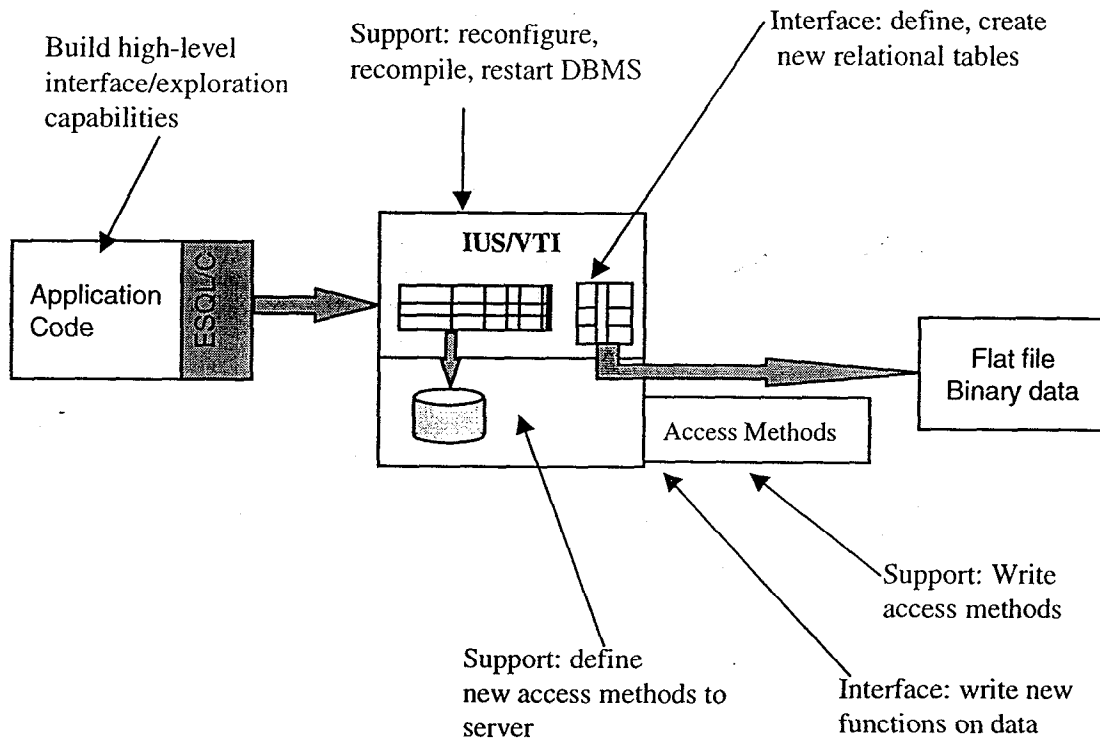 Build high-level
interface/exploration
capabilities
Support: reconfigure,
recompile, restart DBMS
Interface: define, create
new relational tables
IUS/VTI
Application
Code
ESQL/C
Flat file
Binary data
Access Methods
Support: Write
access methods
Support: define
new access methods to
server
Interface: write new
functions on data